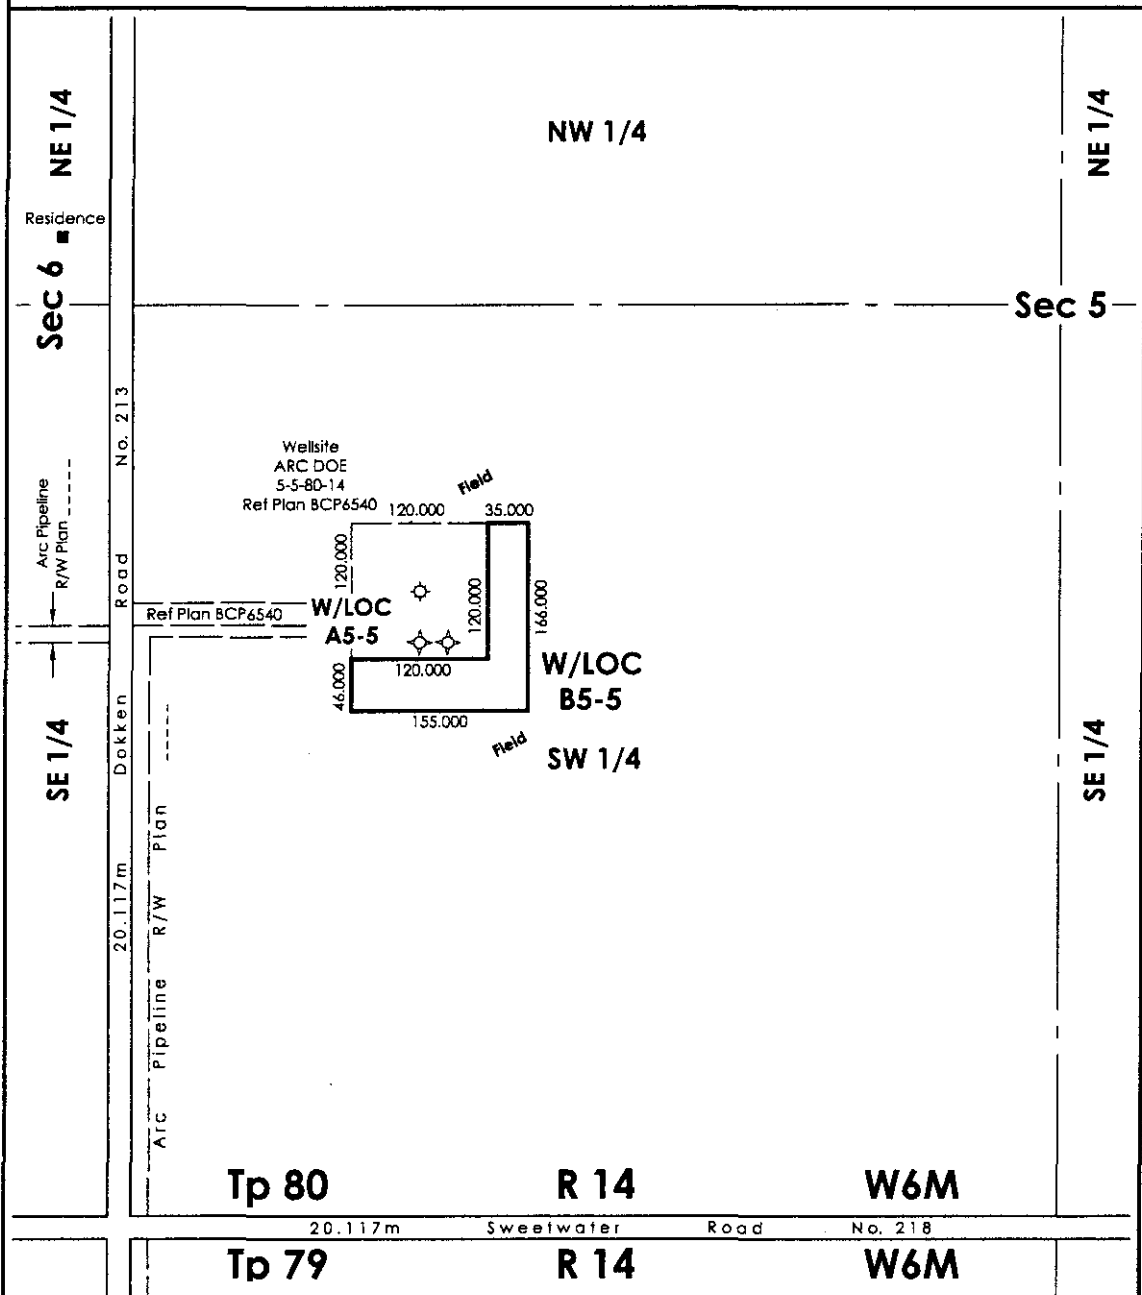 NE 1/4
NW 1/4
NE 1/4
Residence
Sec 6
Sec 5
Road No. 213
Wellsite
ARC DOE
5-5-80-14
Ref Plan BCP6540
Field
120.000
35.000
Arc Pipeline
R/W Plan
120.000
120.000
166.000
Ref Plan BCP6540
W/LOC
A5-5
W/LOC
B5-5
120.000
46.000
155.000
Field
SW 1/4
SE 1/4
SE 1/4
20.117m Dokken
Arc Pipeline R/W Plan
Tp 80 R 14 W6M
20.117m Sweetwater Road No. 218
Tp 79 R 14 W6M